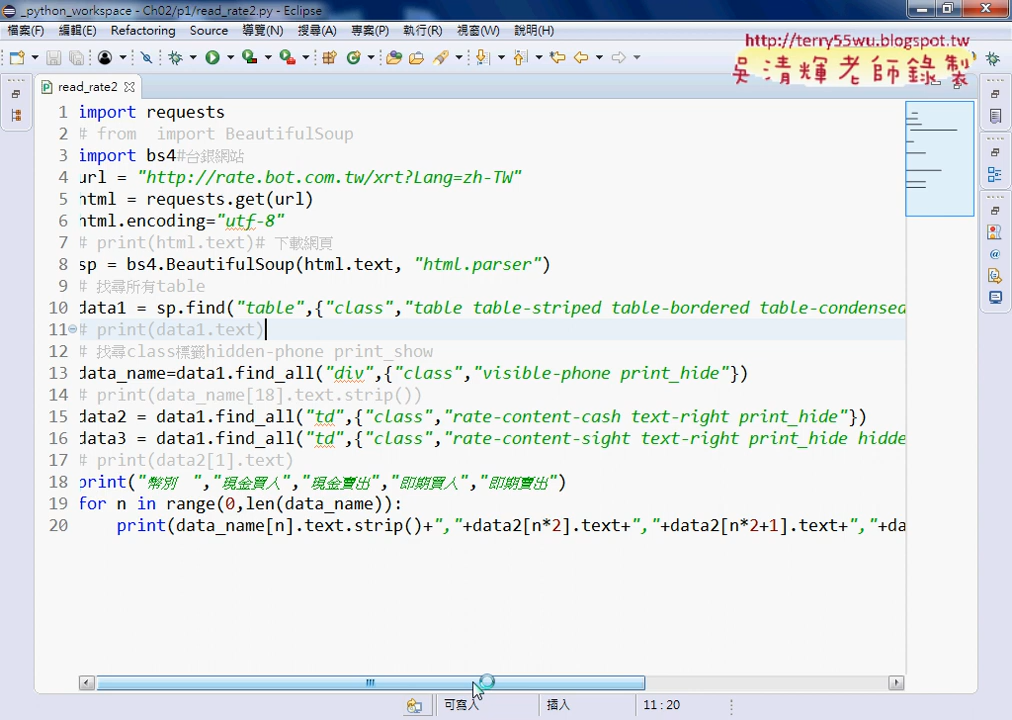 _python_workspace - Ch02/p1/read_rate2.py - Eclipse
檔案(F) 編輯(E) Refactoring Source 導覽(N) 搜尋(A) 專案(P) 執行(R) 視窗(W) 說明(H)
http://terry55wu.blogspot.tw
吳清輝老師錄製
read_rate2
1 import requests
2 # from  import BeautifulSoup
3 import bs4#台銀網站
4 url = "http://rate.bot.com.tw/xrt?Lang=zh-TW"
5 html = requests.get(url)
6 html.encoding="utf-8"
7 # print(html.text)# 下載網頁
8 sp = bs4.BeautifulSoup(html.text, "html.parser")
9 # 找尋所有table
10 data1 = sp.find("table",{"class","table table-striped table-bordered table-condensed
11 # print(data1.text)
12 # 找尋class標籤hidden-phone print_show
13 data_name=data1.find_all("div",{"class","visible-phone print_hide"})
14 # print(data_name[18].text.strip())
15 data2 = data1.find_all("td",{"class","rate-content-cash text-right print_hide"})
16 data3 = data1.find_all("td",{"class","rate-content-sight text-right print_hide hidde
17 # print(data2[1].text)
18 print("幣別  ","現金買入","現金賣出","即期買入","即期賣出")
19 for n in range(0,len(data_name)):
20     print(data_name[n].text.strip()+","+data2[n*2].text+","+data2[n*2+1].text+","+da
可寫入 插入 11 : 20